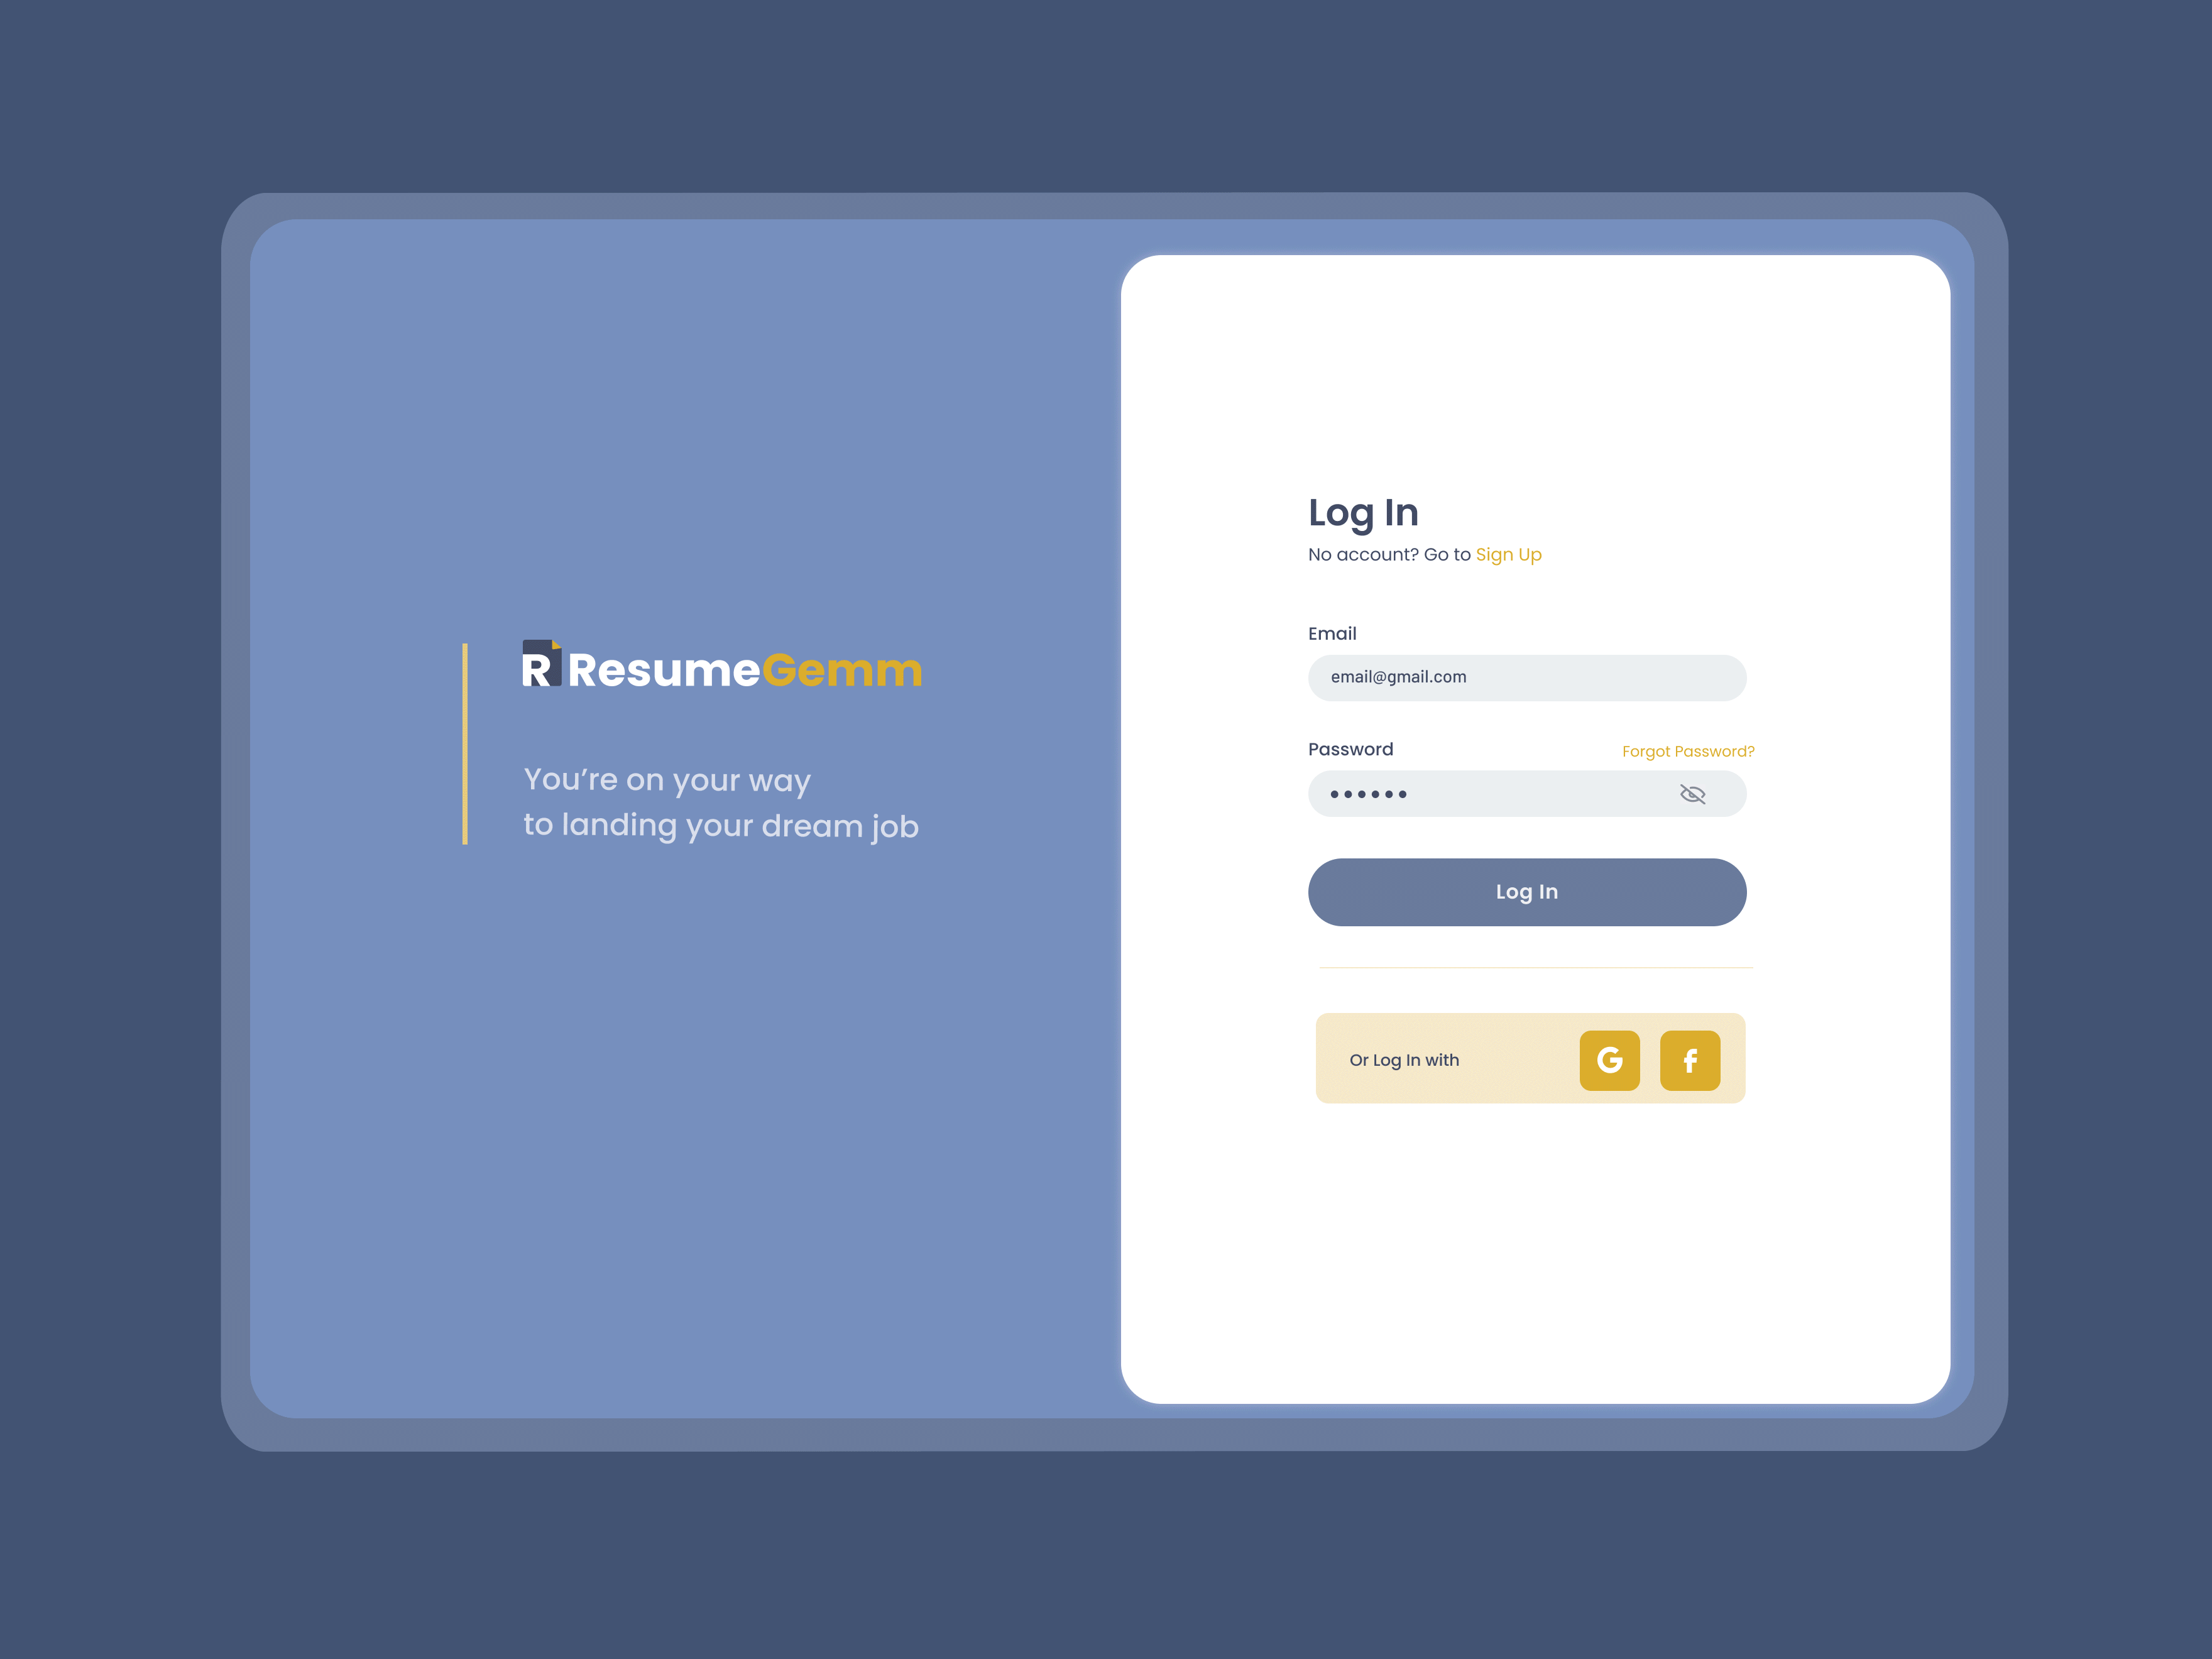 R ResumeGemm
You’re on your way
to landing your dream job
Log In
No account? Go to Sign Up
Email
email@gmail.com
Password Forgot Password?
••••••
Log In
Or Log In with G f